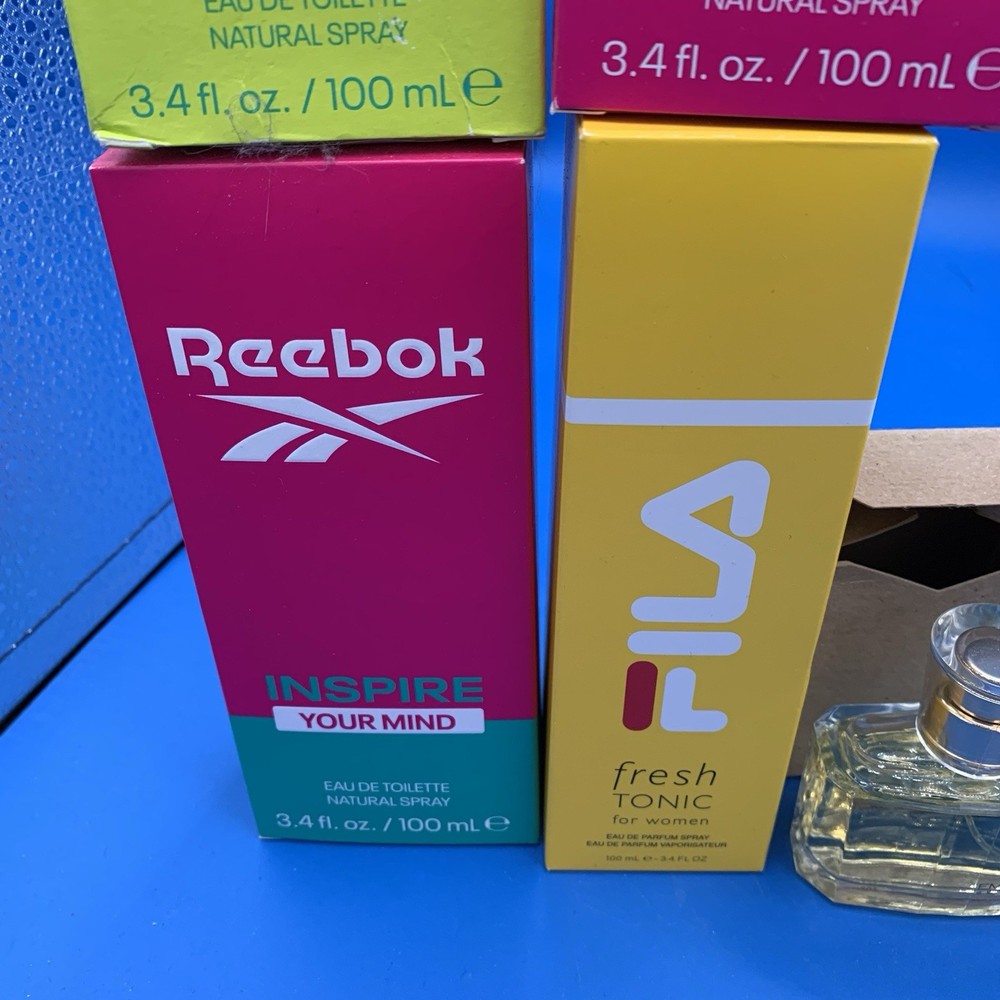 EAU DE TOILETTE
NATURAL SPRAY
3.4 fl. oz. / 100 mL e
NATURAL SPRAY
3.4 fl. oz. / 100 mL e
Reebok
INSPIRE
YOUR MIND
EAU DE TOILETTE
NATURAL SPRAY
3.4 fl. oz. / 100 mL e
FILA
fresh
TONIC
for women
EAU DE PARFUM SPRAY
EAU DE PARFUM VAPORISATEUR
100 mL e - 3.4 FL OZ